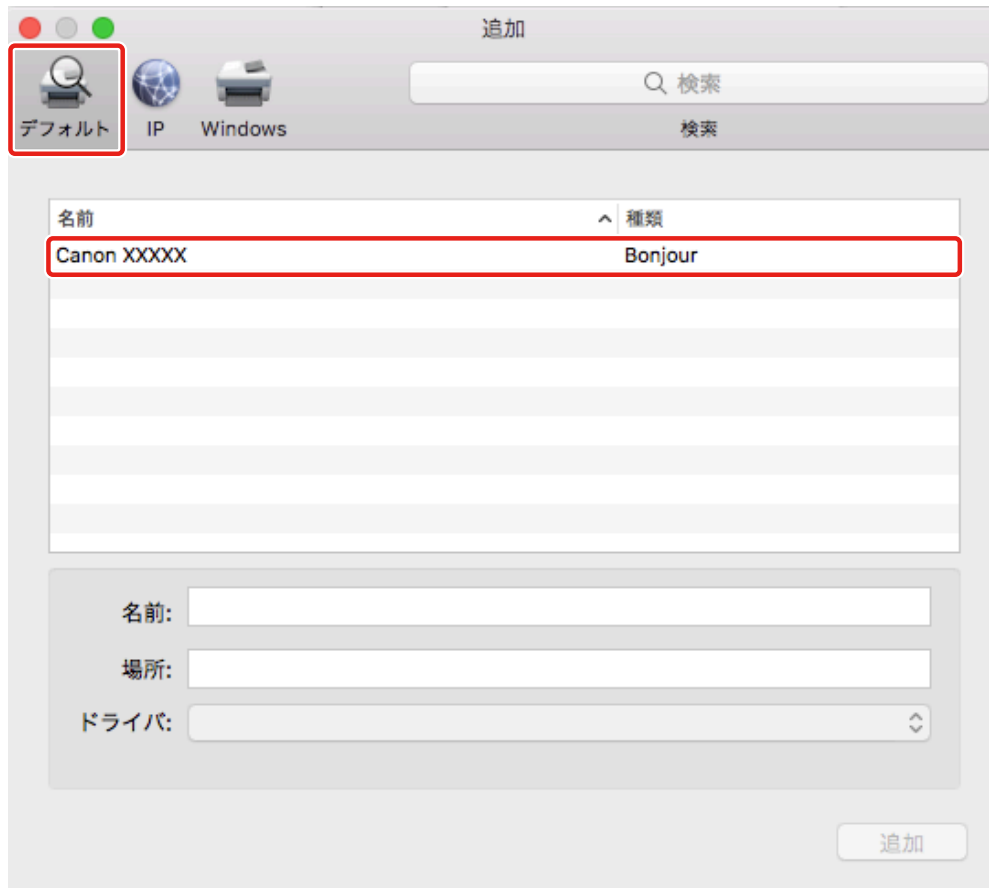 追加
検索
デフォルト IP Windows 検索
名前 種類
Canon XXXXX Bonjour
名前:
場所:
ドライバ:
追加